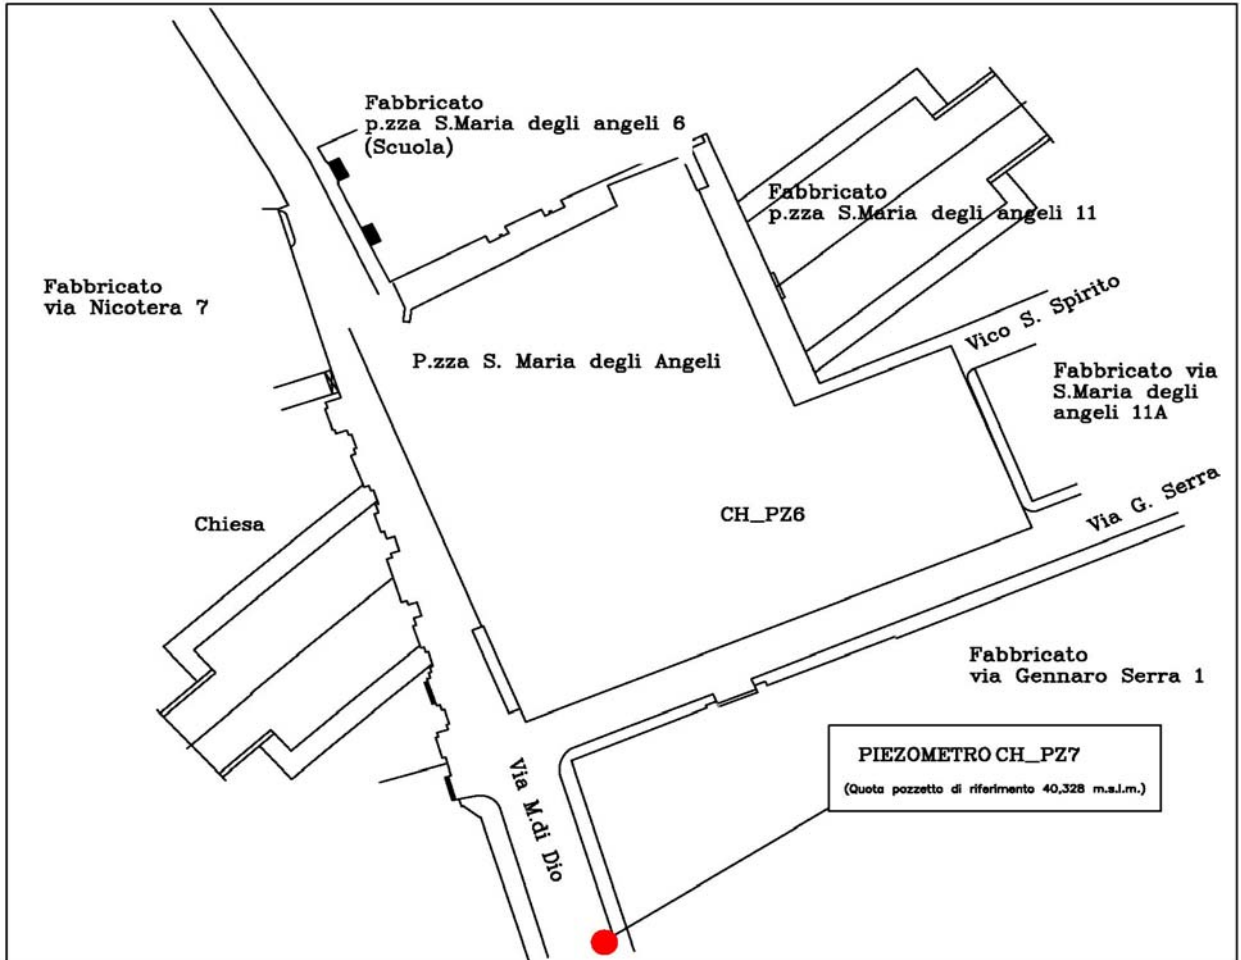 Fabbricato
p.zza S.Maria degli angeli 6
(Scuola)
Fabbricato
p.zza S.Maria degli angeli 11
Fabbricato
via Nicotera 7
Vico S. Spirito
P.zza S. Maria degli Angeli
Fabbricato via
S.Maria degli
angeli 11A
Via G. Serra
CH_PZ6
Chiesa
Fabbricato
via Gennaro Serra 1
PIEZOMETRO CH_PZ7
(Quota pozzetto di riferimento 40,328 m.s.l.m.)
Via M.di Dio